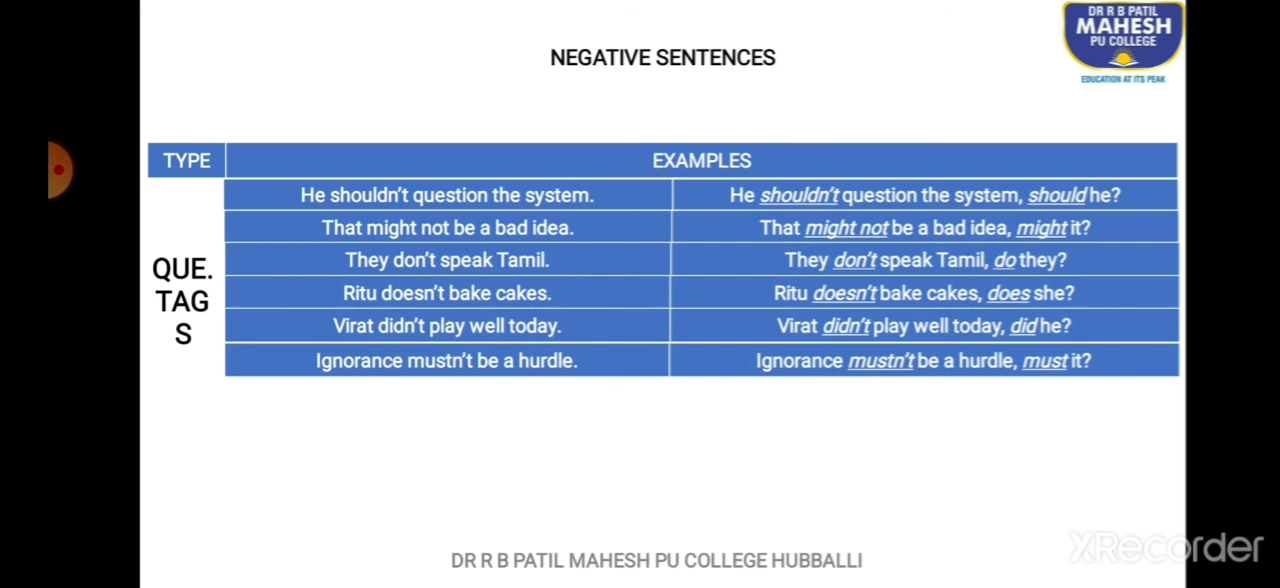 DR R B PATIL
MAHESH
PU COLLEGE
EDUCATION AT ITS PEAK
NEGATIVE SENTENCES
TYPE EXAMPLES
QUE.
TAG
S
He shouldn't question the system. He shouldn't question the system, should he?
That might not be a bad idea. That might not be a bad idea, might it?
They don't speak Tamil. They don't speak Tamil, do they?
Ritu doesn't bake cakes. Ritu doesn't bake cakes, does she?
Virat didn't play well today. Virat didn't play well today, did he?
Ignorance mustn't be a hurdle. Ignorance mustn't be a hurdle, must it?
DR R B PATIL MAHESH PU COLLEGE HUBBALLI
XRecorder